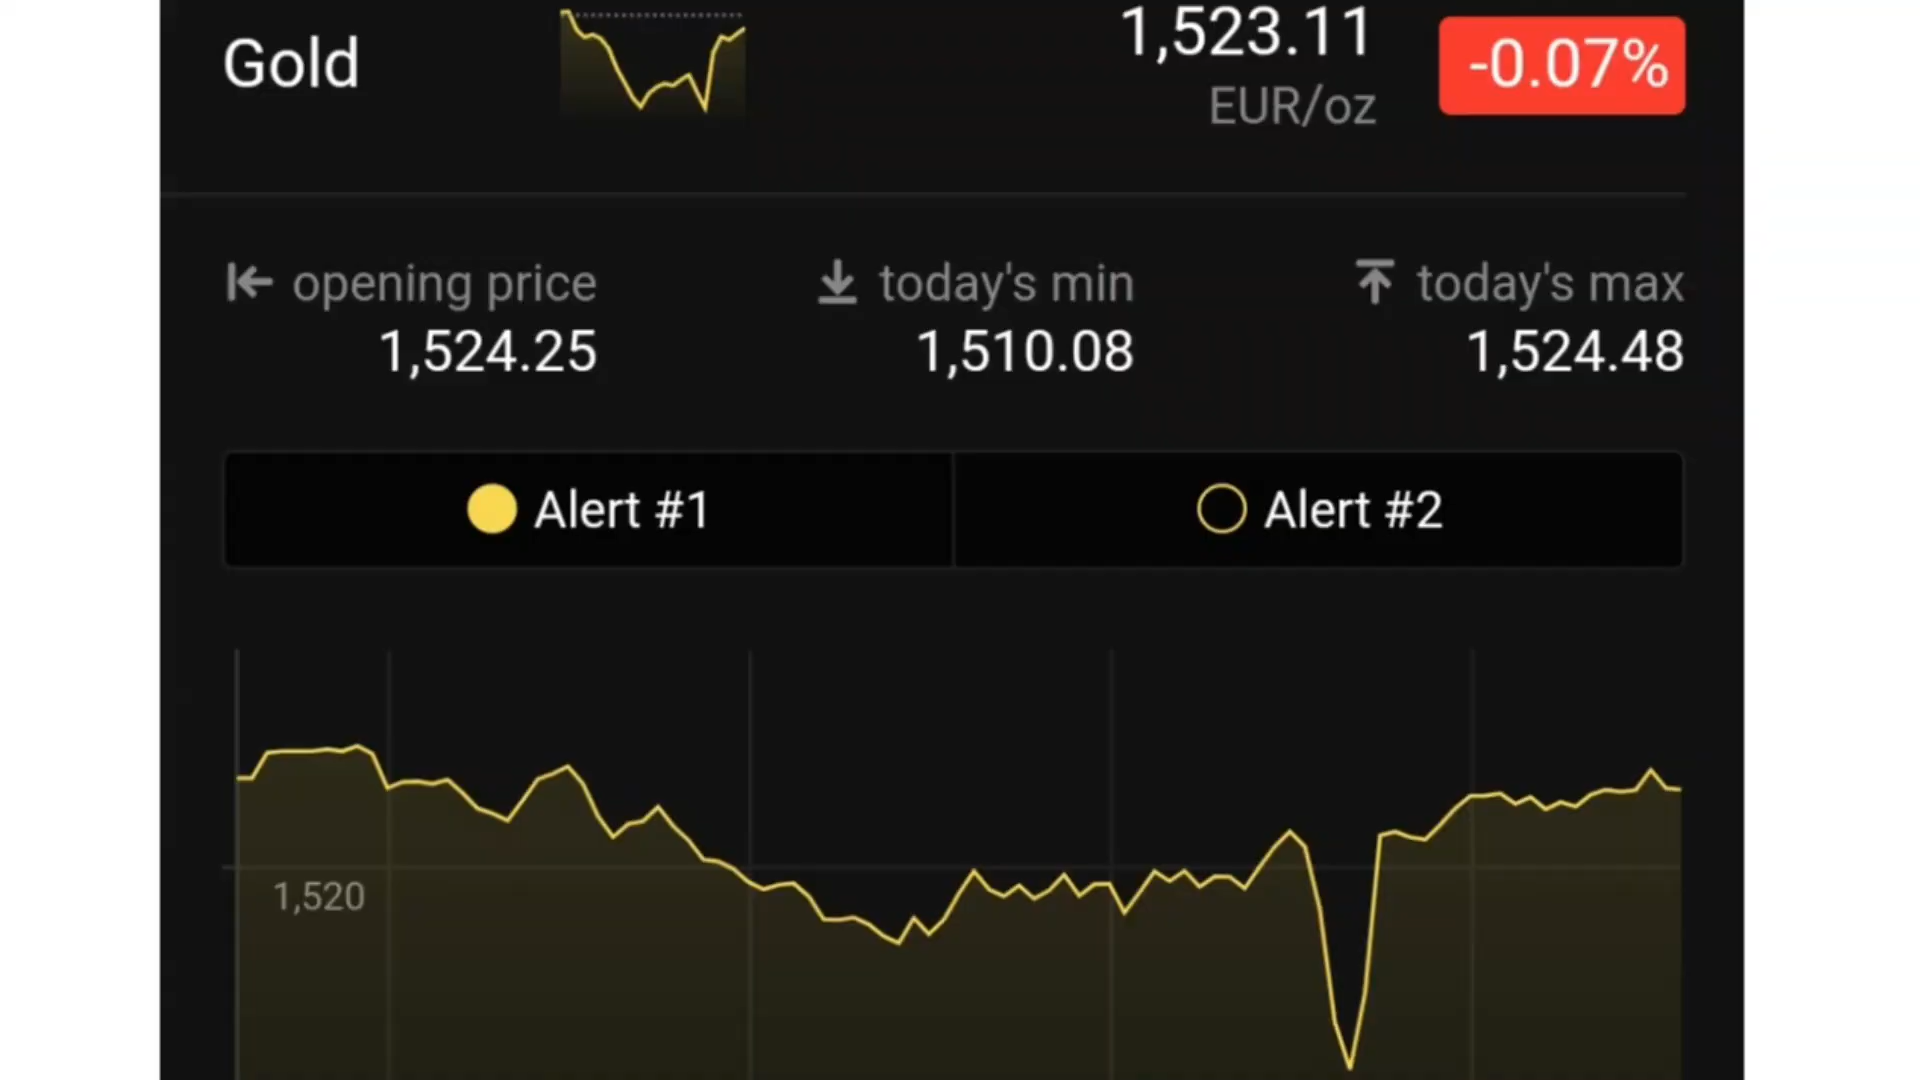 Gold
1,523.11
EUR/oz
-0.07%
opening price
1,524.25
today's min
1,510.08
today's max
1,524.48
Alert #1
Alert #2
1,520